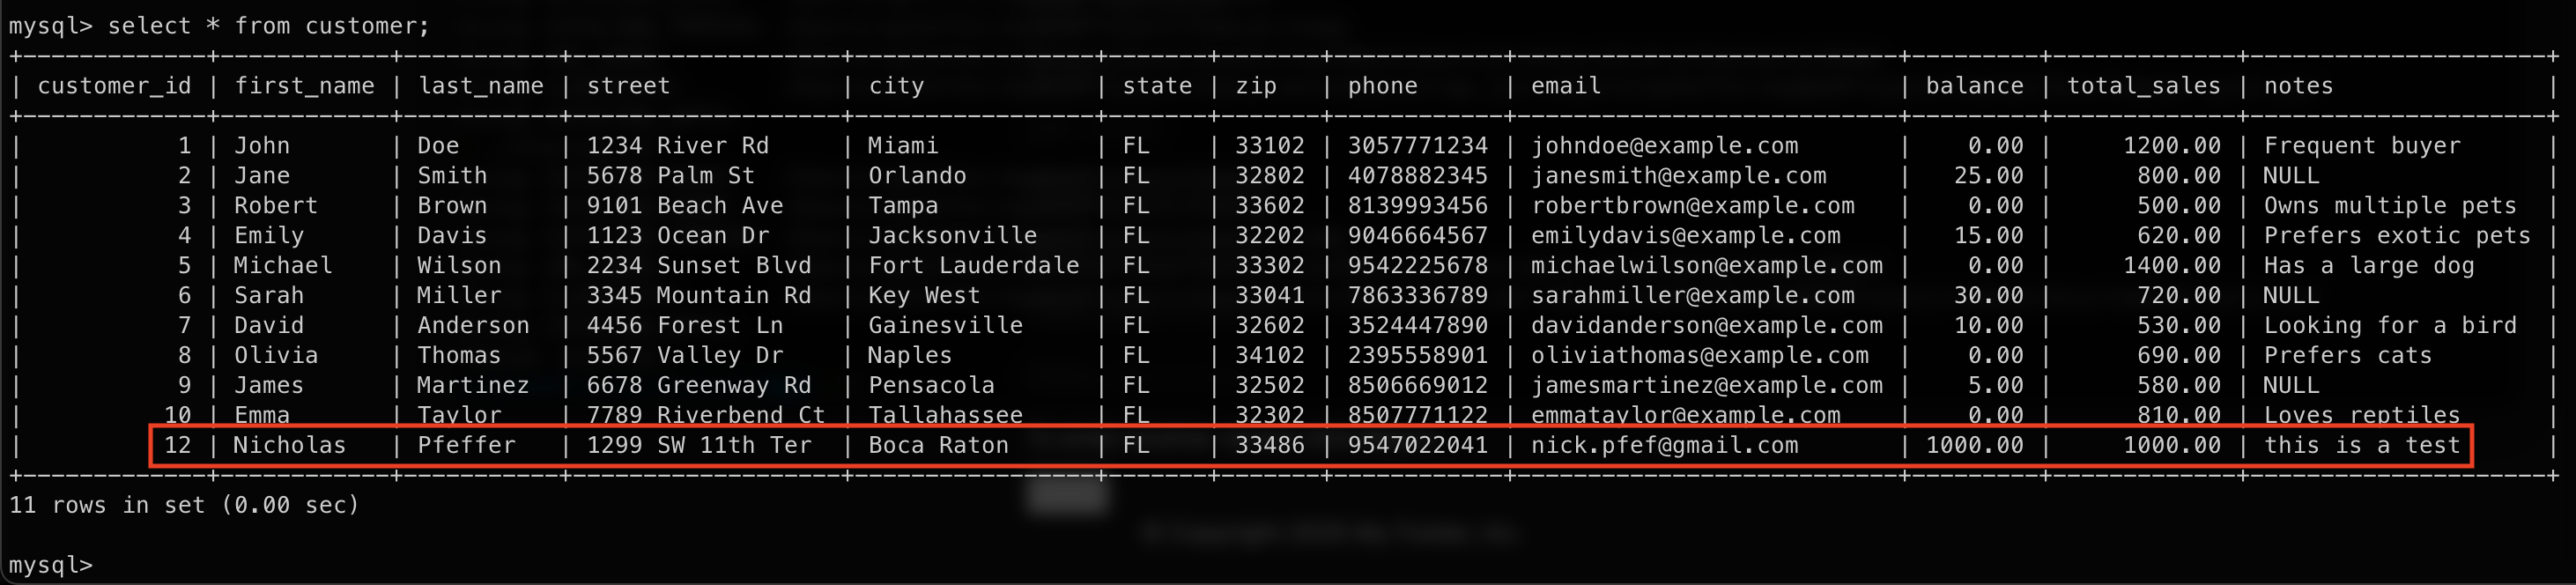 mysql> select * from customer;
+-------------+------------+-----------+-------------------+-----------------+-------+-------+------------+---------------------------+---------+-------------+---------------------+
| customer_id | first_name | last_name | street            | city            | state | zip   | phone      | email                     | balance | total_sales | notes               |
+-------------+------------+-----------+-------------------+-----------------+-------+-------+------------+---------------------------+---------+-------------+---------------------+
|           1 | John       | Doe       | 1234 River Rd     | Miami           | FL    | 33102 | 3057771234 | johndoe@example.com       |    0.00 |     1200.00 | Frequent buyer      |
|           2 | Jane       | Smith     | 5678 Palm St      | Orlando         | FL    | 32802 | 4078882345 | janesmith@example.com     |   25.00 |      800.00 | NULL                |
|           3 | Robert     | Brown     | 9101 Beach Ave    | Tampa           | FL    | 33602 | 8139993456 | robertbrown@example.com   |    0.00 |      500.00 | Owns multiple pets  |
|           4 | Emily      | Davis     | 1123 Ocean Dr     | Jacksonville    | FL    | 32202 | 9046664567 | emilydavis@example.com    |   15.00 |      620.00 | Prefers exotic pets |
|           5 | Michael    | Wilson    | 2234 Sunset Blvd  | Fort Lauderdale | FL    | 33302 | 9542225678 | michaelwilson@example.com |    0.00 |     1400.00 | Has a large dog     |
|           6 | Sarah      | Miller    | 3345 Mountain Rd  | Key West        | FL    | 33041 | 7863336789 | sarahmiller@example.com   |   30.00 |      720.00 | NULL                |
|           7 | David      | Anderson  | 4456 Forest Ln    | Gainesville     | FL    | 32602 | 3524447890 | davidanderson@example.com |   10.00 |      530.00 | Looking for a bird  |
|           8 | Olivia     | Thomas    | 5567 Valley Dr    | Naples          | FL    | 34102 | 2395558901 | oliviathomas@example.com  |    0.00 |      690.00 | Prefers cats        |
|           9 | James      | Martinez  | 6678 Greenway Rd  | Pensacola       | FL    | 32502 | 8506669012 | jamesmartinez@example.com |    5.00 |      580.00 | NULL                |
|          10 | Emma       | Taylor    | 7789 Riverbend Ct | Tallahassee     | FL    | 32302 | 8507771122 | emmataylor@example.com    |    0.00 |      810.00 | Loves reptiles      |
|          12 | Nicholas   | Pfeffer   | 1299 SW 11th Ter  | Boca Raton      | FL    | 33486 | 9547022041 | nick.pfef@gmail.com       | 1000.00 |     1000.00 | this is a test      |
+-------------+------------+-----------+-------------------+-----------------+-------+-------+------------+---------------------------+---------+-------------+---------------------+
11 rows in set (0.00 sec)
mysql>